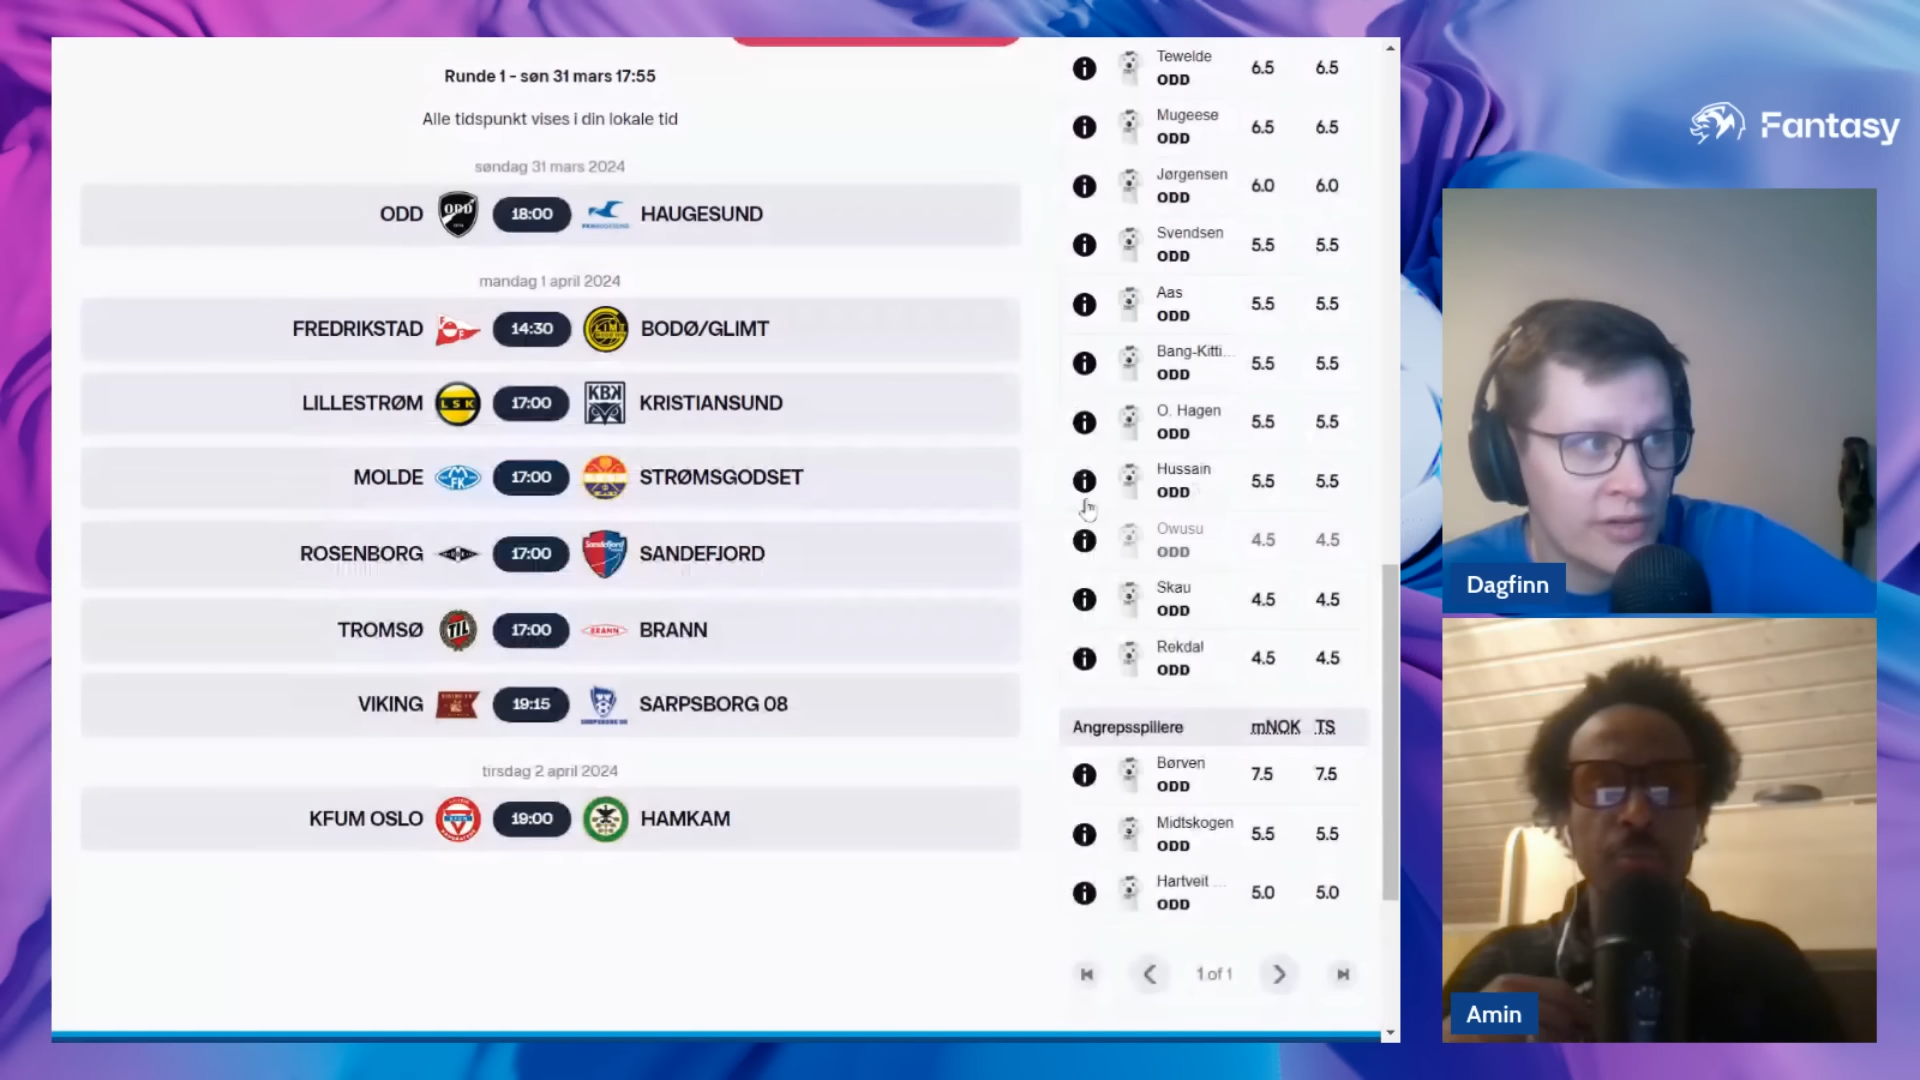 Runde 1 - søn 31 mars 17:55
Alle tidspunkt vises i din lokale tid
søndag 31 mars 2024
ODD 18:00 HAUGESUND
mandag 1 april 2024
FREDRIKSTAD 14:30 BODØ/GLIMT
LILLESTRØM 17:00 KRISTIANSUND
MOLDE 17:00 STRØMSGODSET
ROSENBORG 17:00 SANDEFJORD
TROMSØ 17:00 BRANN
VIKING 19:15 SARPSBORG 08
tirsdag 2 april 2024
KFUM OSLO 19:00 HAMKAM
Tewelde
ODD 6.5 6.5
Mugeese
ODD 6.5 6.5
Jørgensen
ODD 6.0 6.0
Svendsen
ODD 5.5 5.5
Aas
ODD 5.5 5.5
Bang-Kitti...
ODD 5.5 5.5
O. Hagen
ODD 5.5 5.5
Hussain
ODD 5.5 5.5
Owusu
ODD 4.5 4.5
Skau
ODD 4.5 4.5
Rekdal
ODD 4.5 4.5
Angrepsspillere mNOK TS
Børven
ODD 7.5 7.5
Midtskogen
ODD 5.5 5.5
Hartveit ...
ODD 5.0 5.0
1 of 1
Fantasy
Dagfinn
Amin